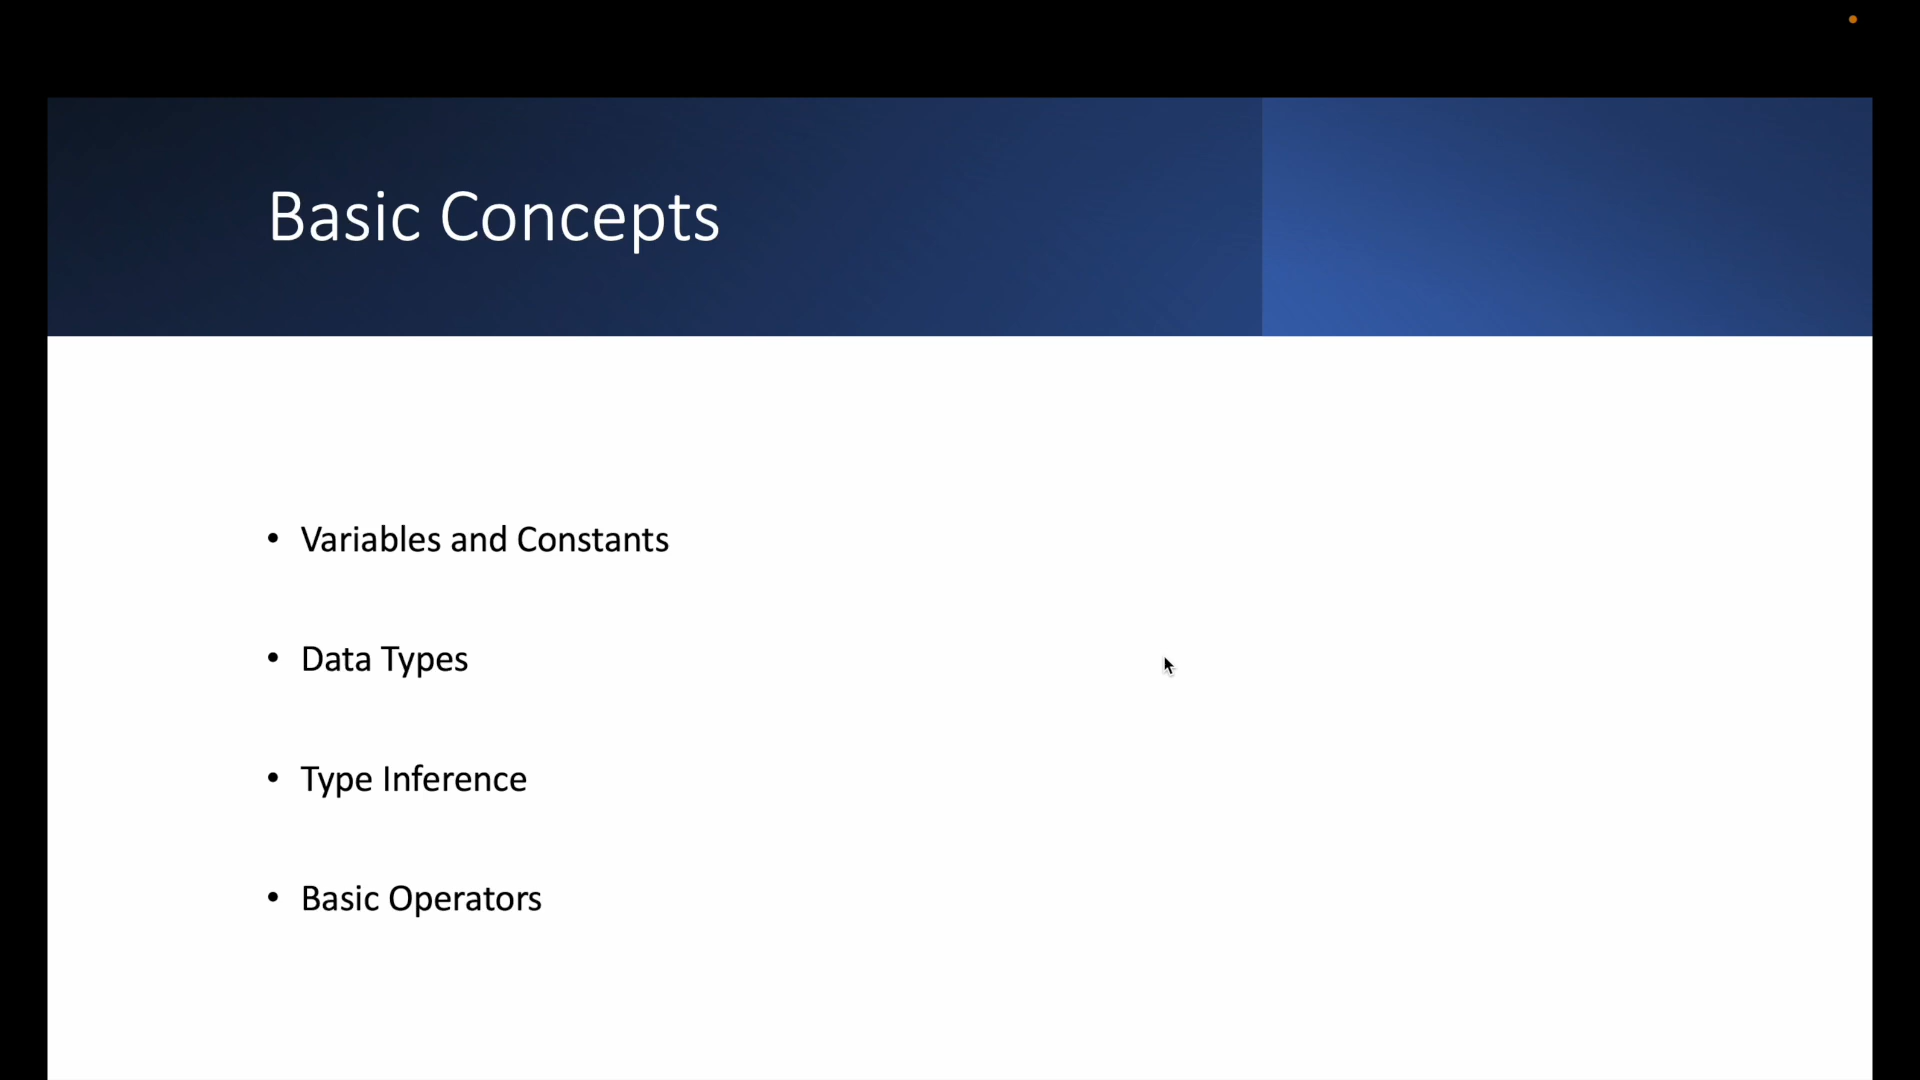 Basic Concepts
• Variables and Constants
• Data Types
• Type Inference
• Basic Operators